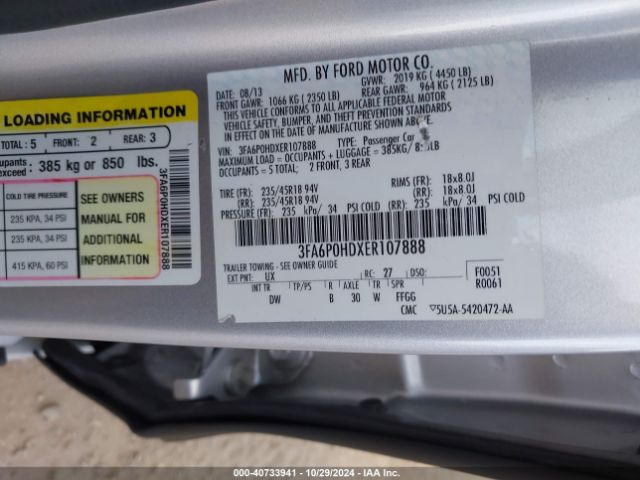 LOADING INFORMATION
TOTAL: 5 FRONT: 2 REAR: 3
385 kg or 850 lbs.
COLD TIRE PRESSURE
235 KPA, 34 PSI
235 KPA, 34 PSI
415 KPA, 60 PSI
SEE OWNERS
MANUAL FOR
ADDITIONAL
INFORMATION
3FA6P0HDXER107888
MFD. BY FORD MOTOR CO.
DATE: 08/13 GVWR: 2019 KG ( 4450 LB)
FRONT GAWR: 1066 KG ( 2350 LB) REAR GAWR: 964 KG ( 2125 LB)
THIS VEHICLE CONFORMS TO ALL APPLICABLE FEDERAL MOTOR
VEHICLE SAFETY, BUMPER, AND THEFT PREVENTION STANDARDS
IN EFFECT ON THE DATE OF MANUFACTURE SHOWN ABOVE.
VIN: 3FA6P0HDXER107888 TYPE: Passenger Car
MAXIMUM LOAD = OCCUPANTS + LUGGAGE = 385KG/
OCCUPANTS = 5 TOTAL; 2 FRONT, 3 REAR
TIRE (FR): 235/45R18 94V RIMS (FR): 18x8.0J
(RR): 235/45R18 94V (RR): 18x8.0J
PRESSURE (FR): 235 kPa/ 34 PSI COLD (RR): 235 kPa/ 34 PSI COLD
3FA6P0HDXER107888
TRAILER TOWING - SEE OWNER GUIDE
EXT PNT: UX RC: 27 DSO: F0051
INT TR TP/PS R AXLE TR SPR R0061
DW B 30 W FFGG
CMC ▽5U5A-5420472-AA
000-40733941 - 10/29/2024 - IAA Inc.